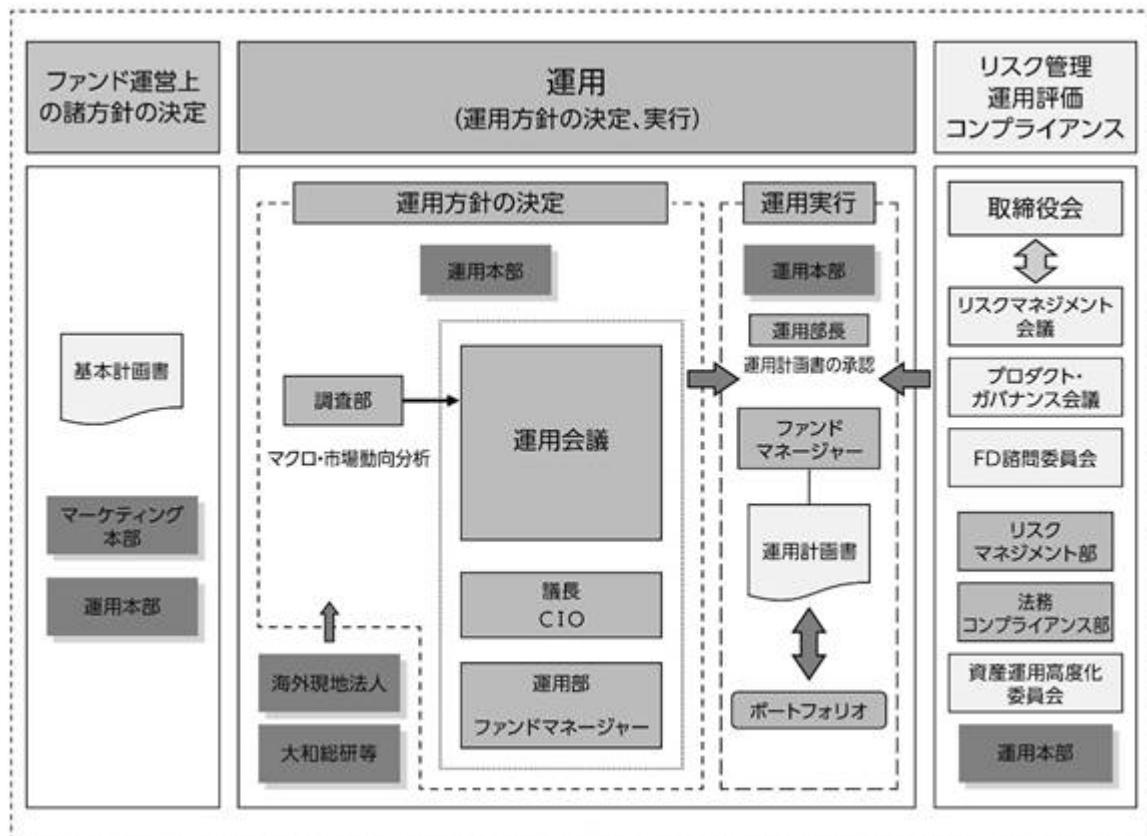 ファンド運営上
の諸方針の決定
運用
(運用方針の決定、実行)
リスク管理
運用評価
コンプライアンス
基本計画書
マーケティング
本部
運用本部
運用方針の決定
運用本部
調査部
マクロ・市場動向分析
運用会議
議長
CIO
運用部
ファンドマネージャー
海外現地法人
大和総研等
運用実行
運用本部
運用部長
運用計画書の承認
ファンド
マネージャー
運用計画書
ポートフォリオ
取締役会
リスクマネジメント
会議
プロダクト・
ガバナンス会議
FD諮問委員会
リスク
マネジメント部
法務
コンプライアンス部
資産運用高度化
委員会
運用本部